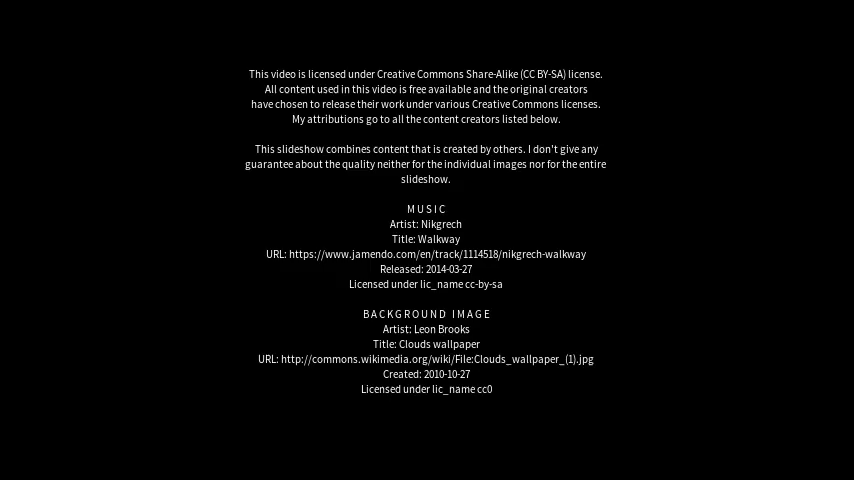 This video is licensed under Creative Commons Share-Alike (CC BY-SA) license.
All content used in this video is free available and the original creators
have chosen to release their work under various Creative Commons licenses.
My attributions go to all the content creators listed below.
This slideshow combines content that is created by others. I don't give any
guarantee about the quality neither for the individual images nor for the entire
slideshow.
MUSIC
Artist: Nikgrech
Title: Walkway
URL: https://www.jamendo.com/en/track/1114518/nikgrech-walkway
Released: 2014-03-27
Licensed under lic_name cc-by-sa
BACKGROUND IMAGE
Artist: Leon Brooks
Title: Clouds wallpaper
URL: http://commons.wikimedia.org/wiki/File:Clouds_wallpaper_(1).jpg
Created: 2010-10-27
Licensed under lic_name cc0